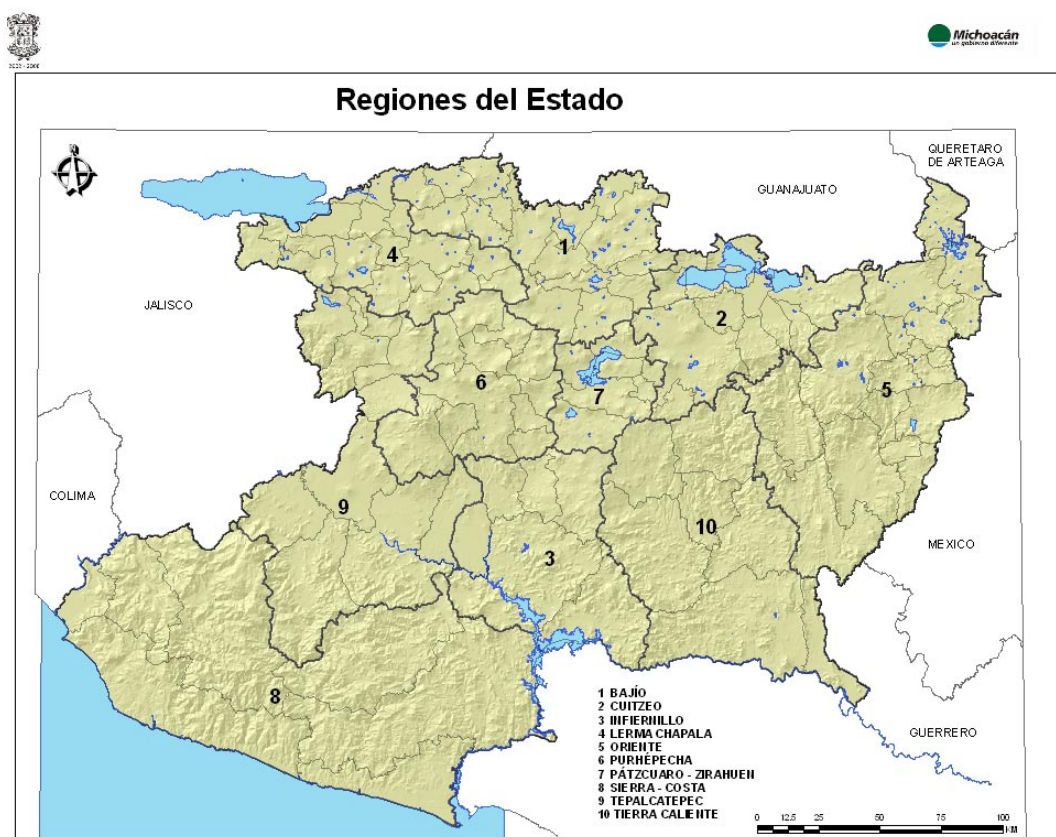 2002 - 2008
Michoacán
un gobierno diferente
Regiones del Estado
QUERETARO
DE ARTEAGA
GUANAJUATO
1
4
JALISCO
2
6
7
5
COLIMA
9
10
MEXICO
3
8
1 BAJÍO
2 CUITZEO
3 INFIERNILLO
4 LERMA CHAPALA
5 ORIENTE
6 PURHÉPECHA
7 PÁTZCUARO - ZIRAHUEN
8 SIERRA - COSTA
9 TEPALCATEPEC
10 TIERRA CALIENTE
GUERRERO
0 12.5 25 50 75 100
KM